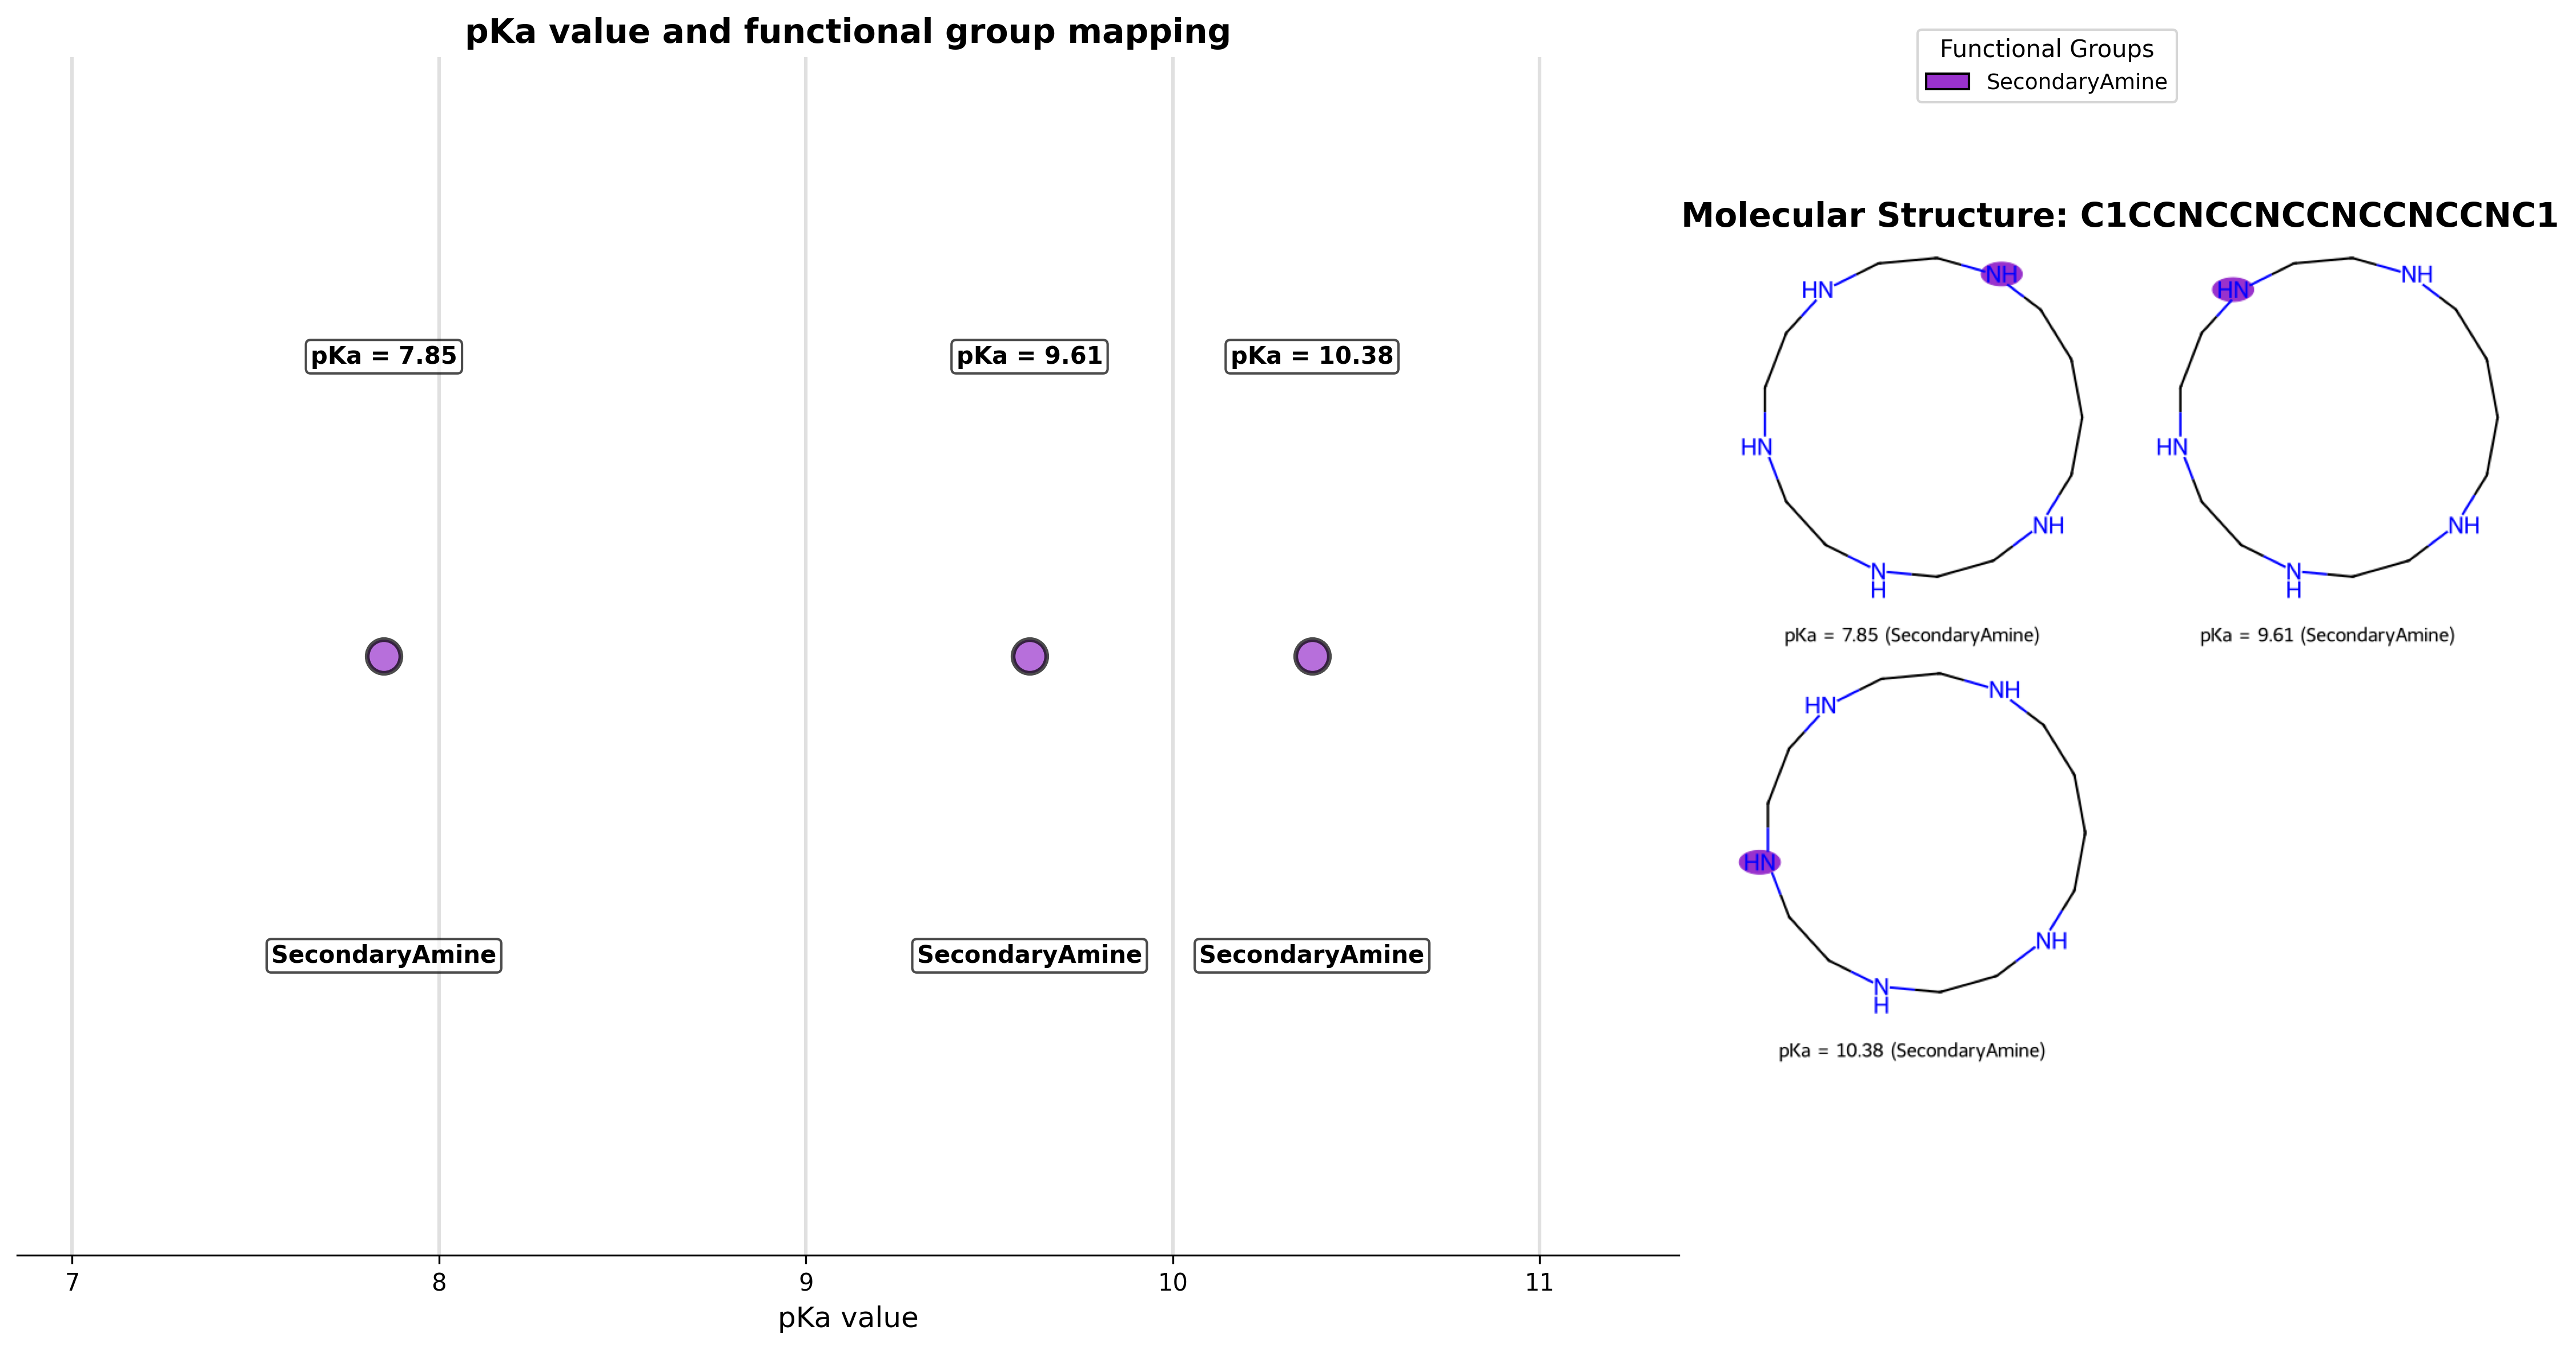 pKa value and functional group mapping
pKa = 7.85
pKa = 9.61
pKa = 10.38
SecondaryAmine
SecondaryAmine
SecondaryAmine
7
8
9
10
11
pKa value
Functional Groups
SecondaryAmine
Molecular Structure: C1CCNCCNCCNCCNCCNC1
HN
NH
HN
NH
N
H
pKa = 7.85 (SecondaryAmine)
HN
NH
HN
NH
N
H
pKa = 9.61 (SecondaryAmine)
HN
NH
HN
NH
N
H
pKa = 10.38 (SecondaryAmine)